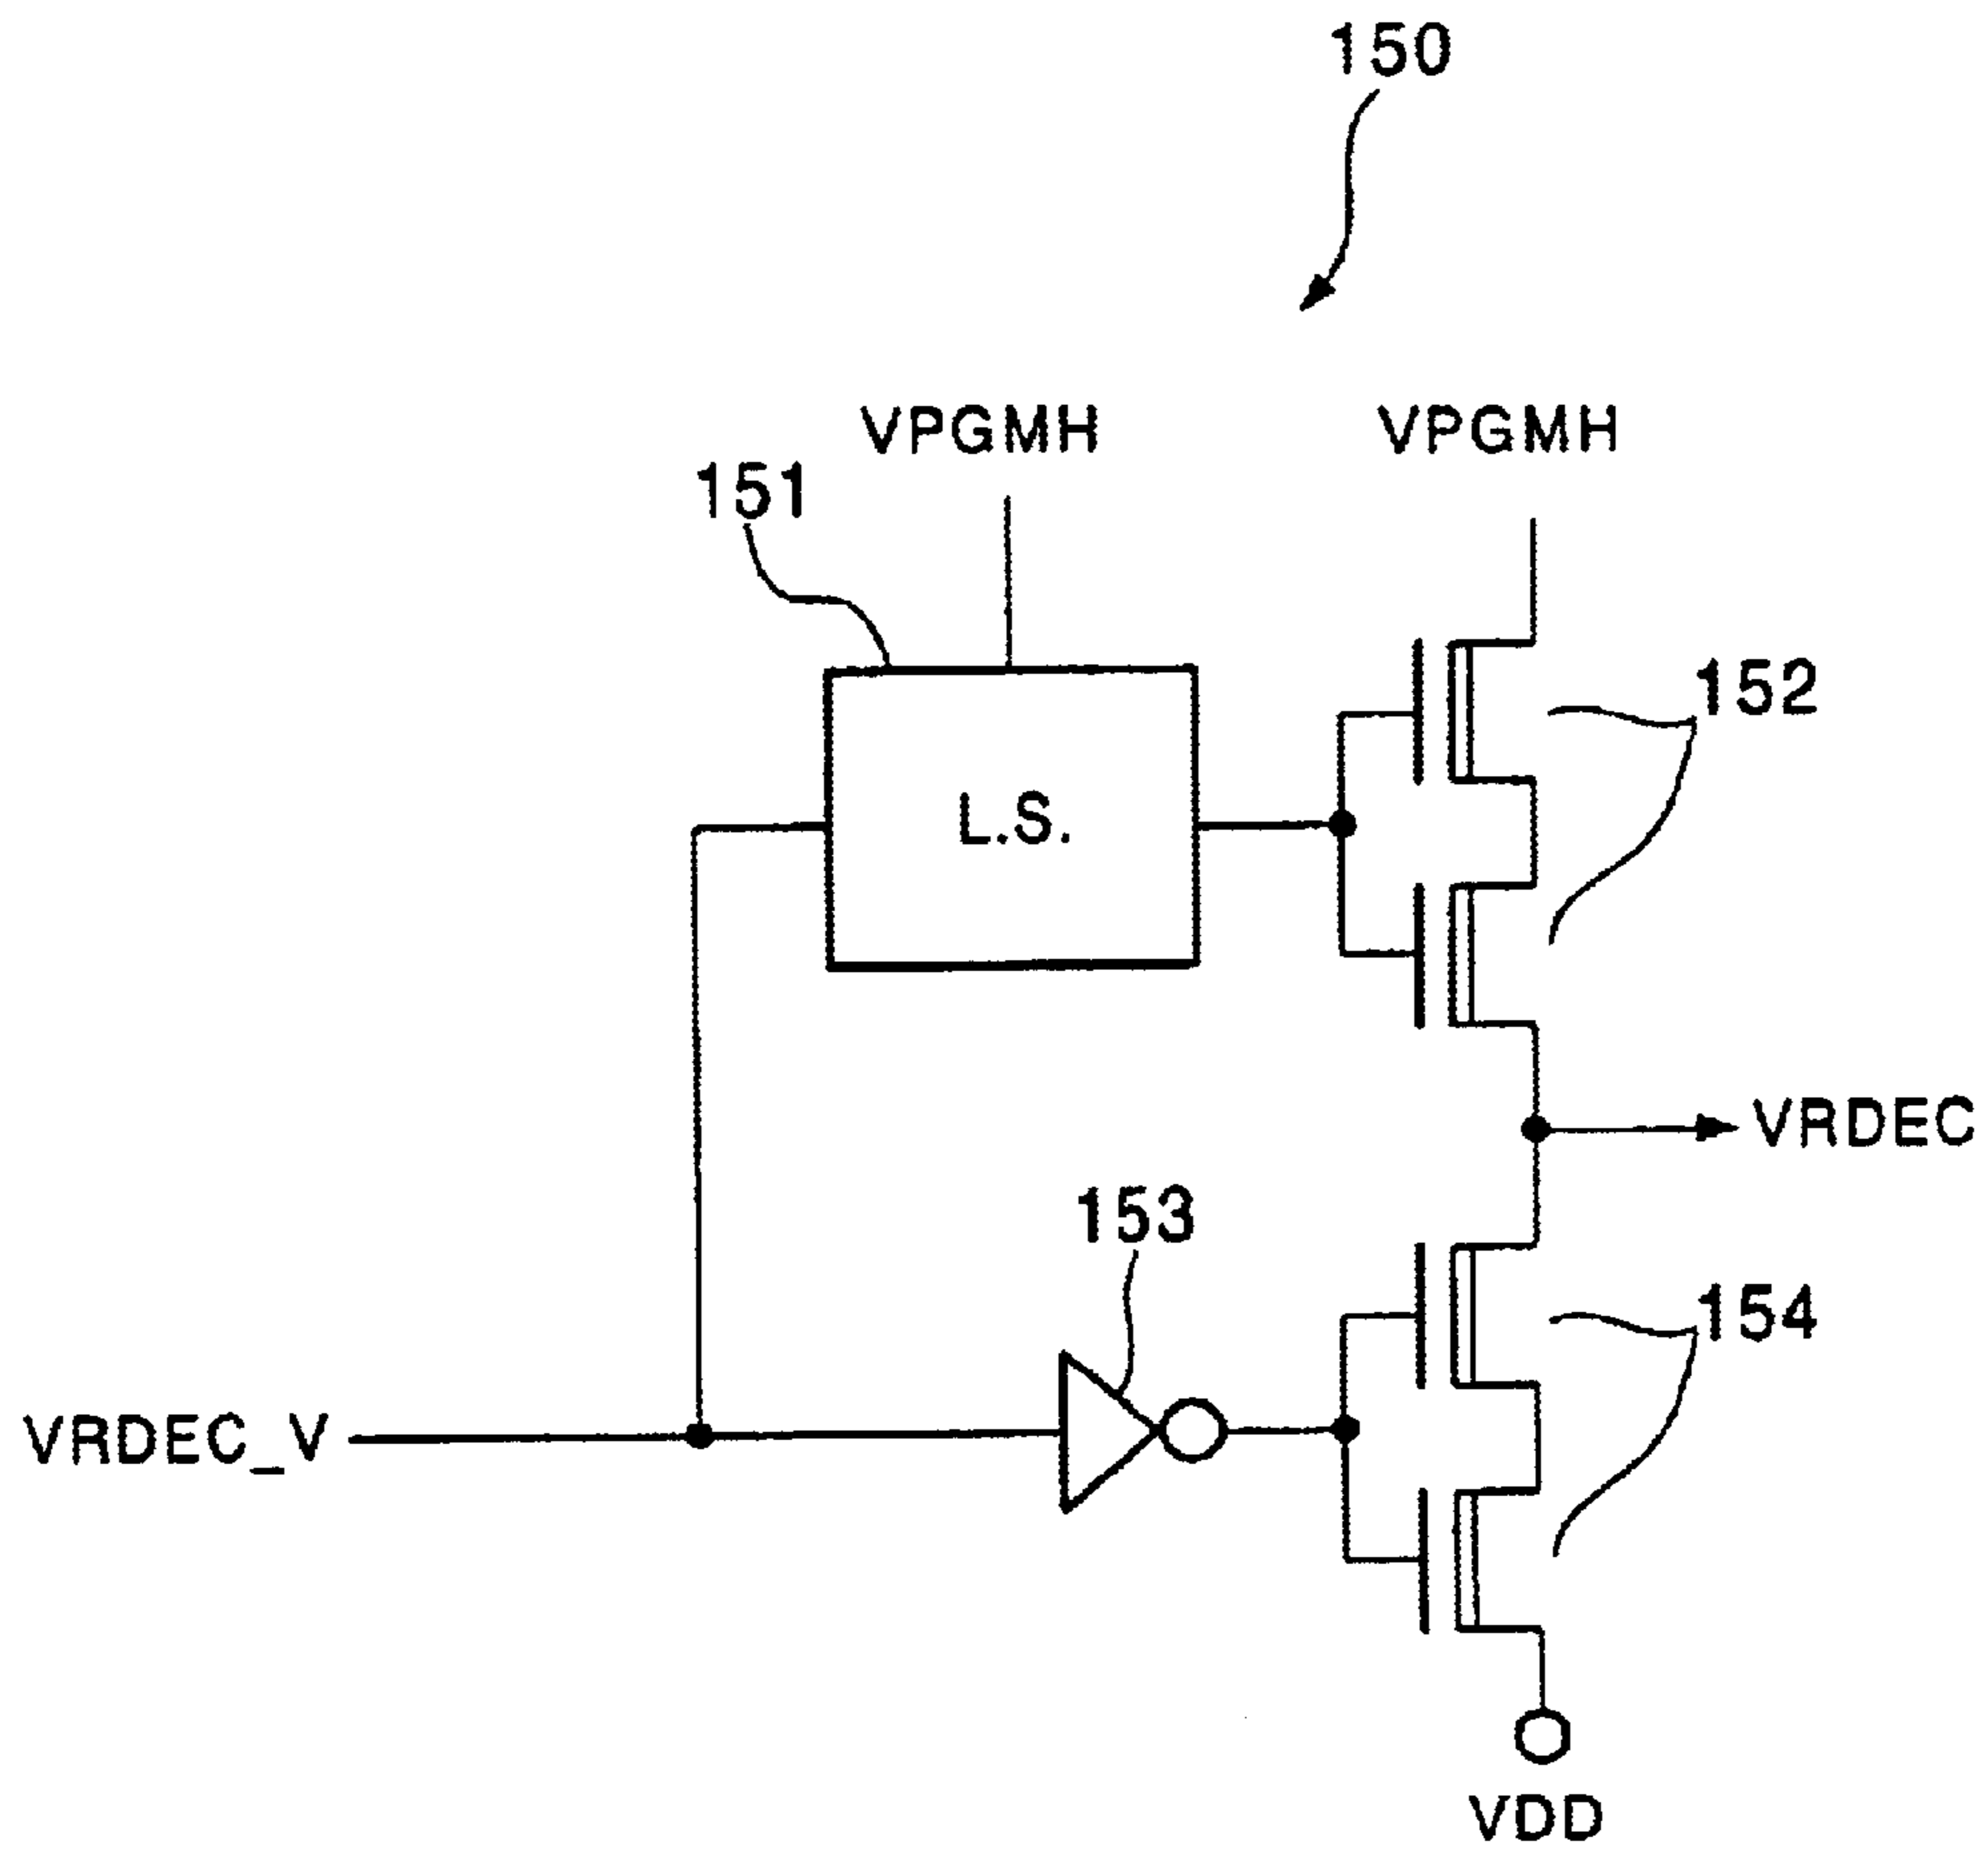 150
VPGMH VPGMH
151
152
L.S.
VRDEC
153
154
VRDEC_V
VDD